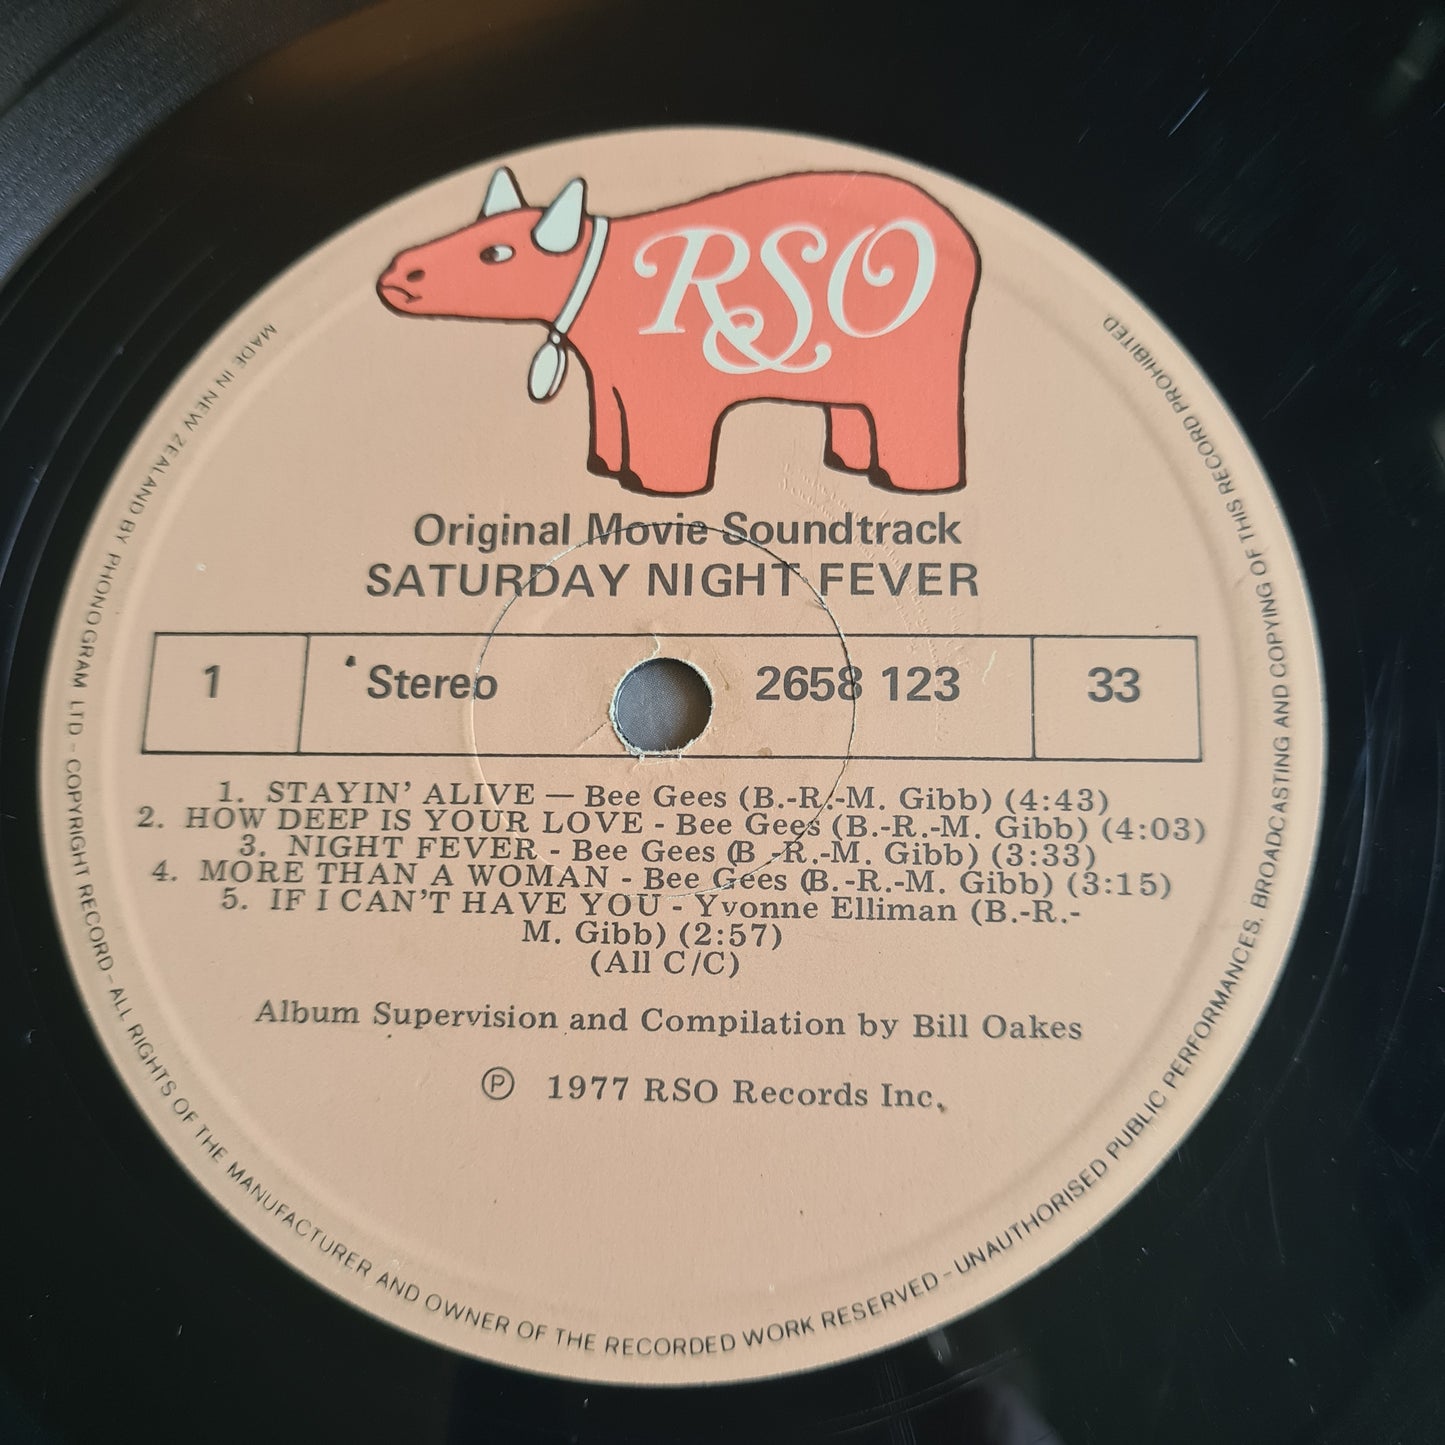 RSO
Original Movie Soundtrack
SATURDAY NIGHT FEVER
1 Stereo 2658 123 33
1. STAYIN' ALIVE — Bee Gees (B.-R.-M. Gibb) (4:43)
2. HOW DEEP IS YOUR LOVE - Bee Gees (B.-R.-M. Gibb) (4:03)
3. NIGHT FEVER - Bee Gees (B.-R.-M. Gibb) (3:33)
4. MORE THAN A WOMAN - Bee Gees (B.-R.-M. Gibb) (3:15)
5. IF I CAN'T HAVE YOU - Yvonne Elliman (B.-R.-
M. Gibb) (2:57)
(All C/C)
Album Supervision and Compilation by Bill Oakes
Ⓟ 1977 RSO Records Inc.
MADE IN NEW ZEALAND BY PHONOGRAM LTD - COPYRIGHT RECORD - ALL RIGHTS OF THE MANUFACTURER AND OWNER OF THE RECORDED WORK RESERVED - UNAUTHORISED PUBLIC PERFORMANCES, BROADCASTING AND COPYING OF THIS RECORD PROHIBITED